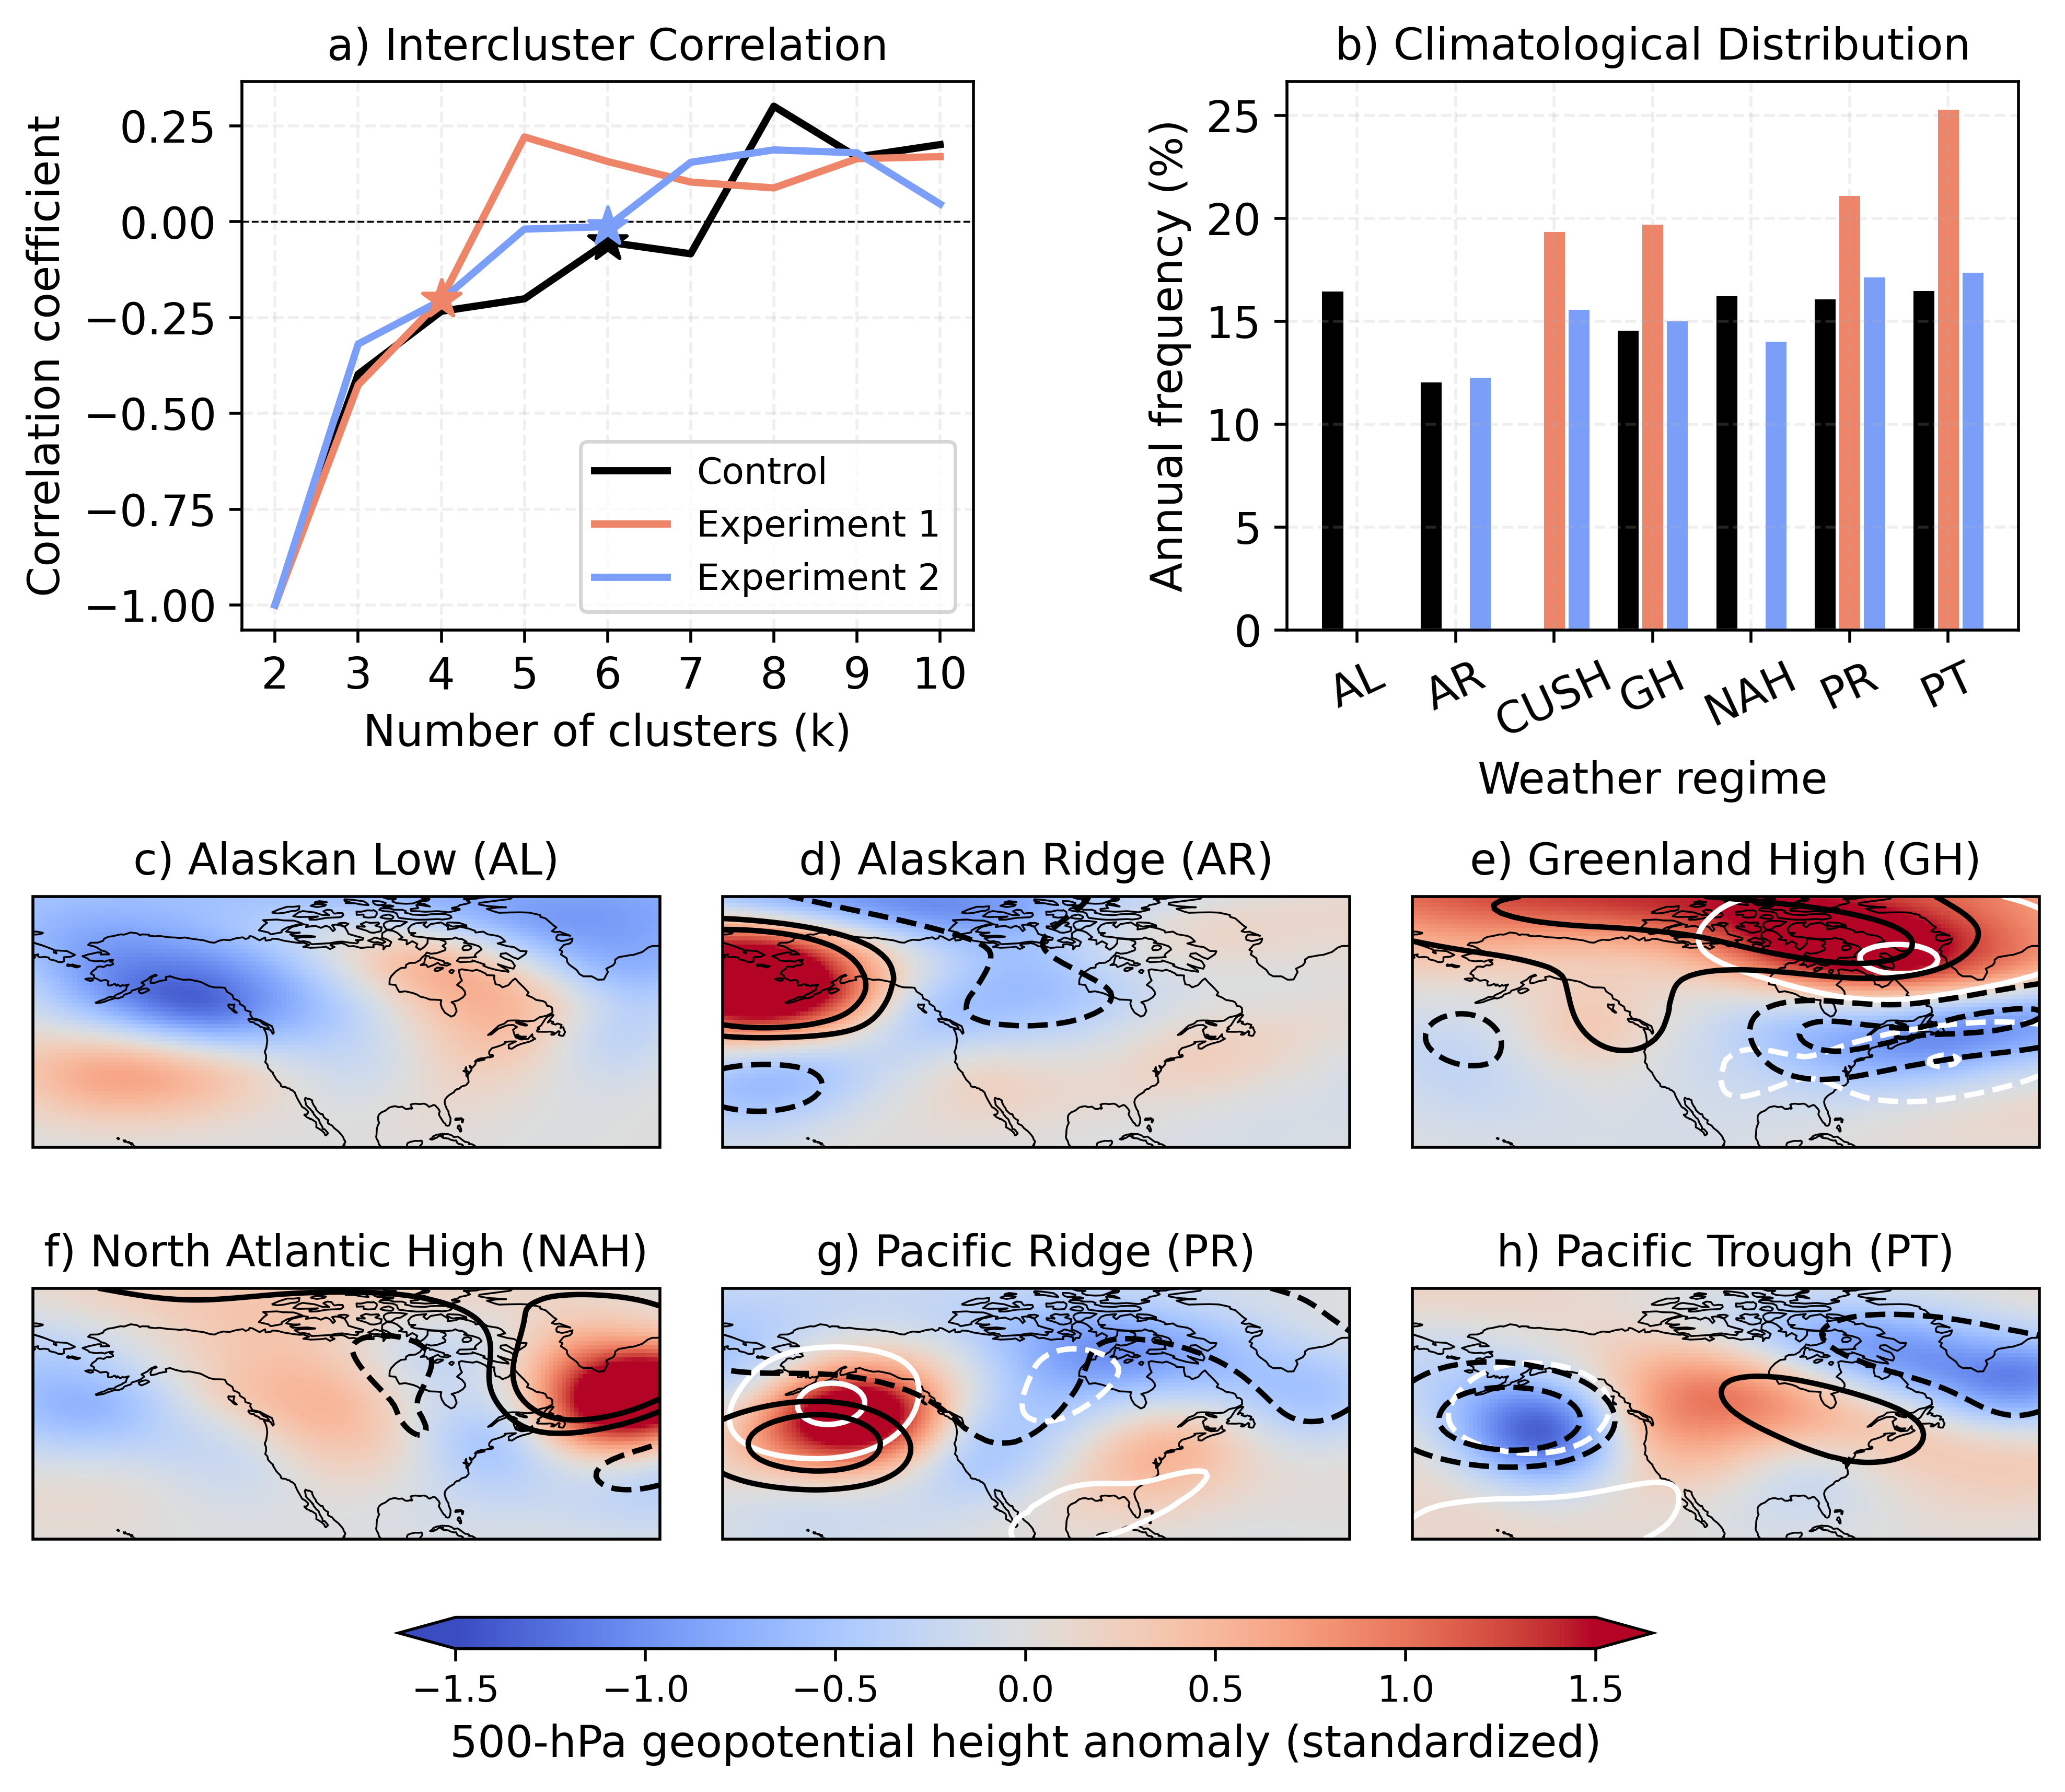 a) Intercluster Correlation
Correlation coefficient
0.25
0.00
−0.25
−0.50
−0.75
−1.00
Control
Experiment 1
Experiment 2
2 3 4 5 6 7 8 9 10
Number of clusters (k)
b) Climatological Distribution
Annual frequency (%)
25
20
15
10
5
0
AL AR CUSH GH NAH PR PT
Weather regime
c) Alaskan Low (AL)
d) Alaskan Ridge (AR)
e) Greenland High (GH)
f) North Atlantic High (NAH)
g) Pacific Ridge (PR)
h) Pacific Trough (PT)
−1.5 −1.0 −0.5 0.0 0.5 1.0 1.5
500-hPa geopotential height anomaly (standardized)